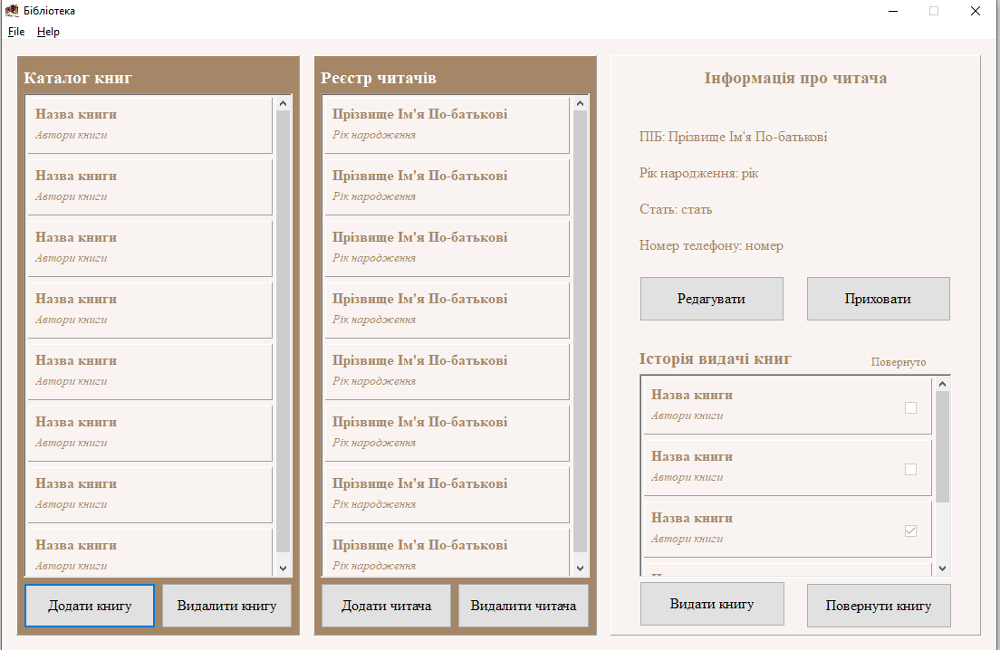 Бібліотека
File Help
Каталог книг
Назва книги
Автори книги
Назва книги
Автори книги
Назва книги
Автори книги
Назва книги
Автори книги
Назва книги
Автори книги
Назва книги
Автори книги
Назва книги
Автори книги
Назва книги
Автори книги
Додати книгу Видалити книгу
Реєстр читачів
Прізвище Ім'я По-батькові
Рік народження
Прізвище Ім'я По-батькові
Рік народження
Прізвище Ім'я По-батькові
Рік народження
Прізвище Ім'я По-батькові
Рік народження
Прізвище Ім'я По-батькові
Рік народження
Прізвище Ім'я По-батькові
Рік народження
Прізвище Ім'я По-батькові
Рік народження
Прізвище Ім'я По-батькові
Рік народження
Додати читача Видалити читача
Інформація про читача
ПІБ: Прізвище Ім'я По-батькові
Рік народження: рік
Стать: стать
Номер телефону: номер
Редагувати Приховати
Історія видачі книг Повернуто
Назва книги
Автори книги
Назва книги
Автори книги
Назва книги
Автори книги
Видати книгу Повернути книгу